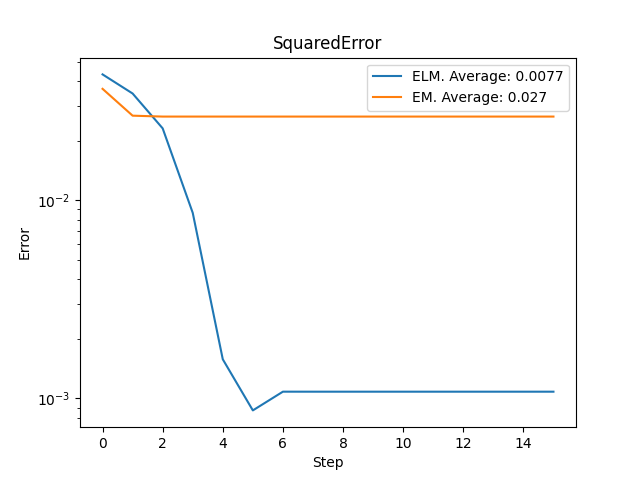 SquaredError
ELM. Average: 0.0077
EM. Average: 0.027
10⁻²
10⁻³
Error
0 2 4 6 8 10 12 14
Step